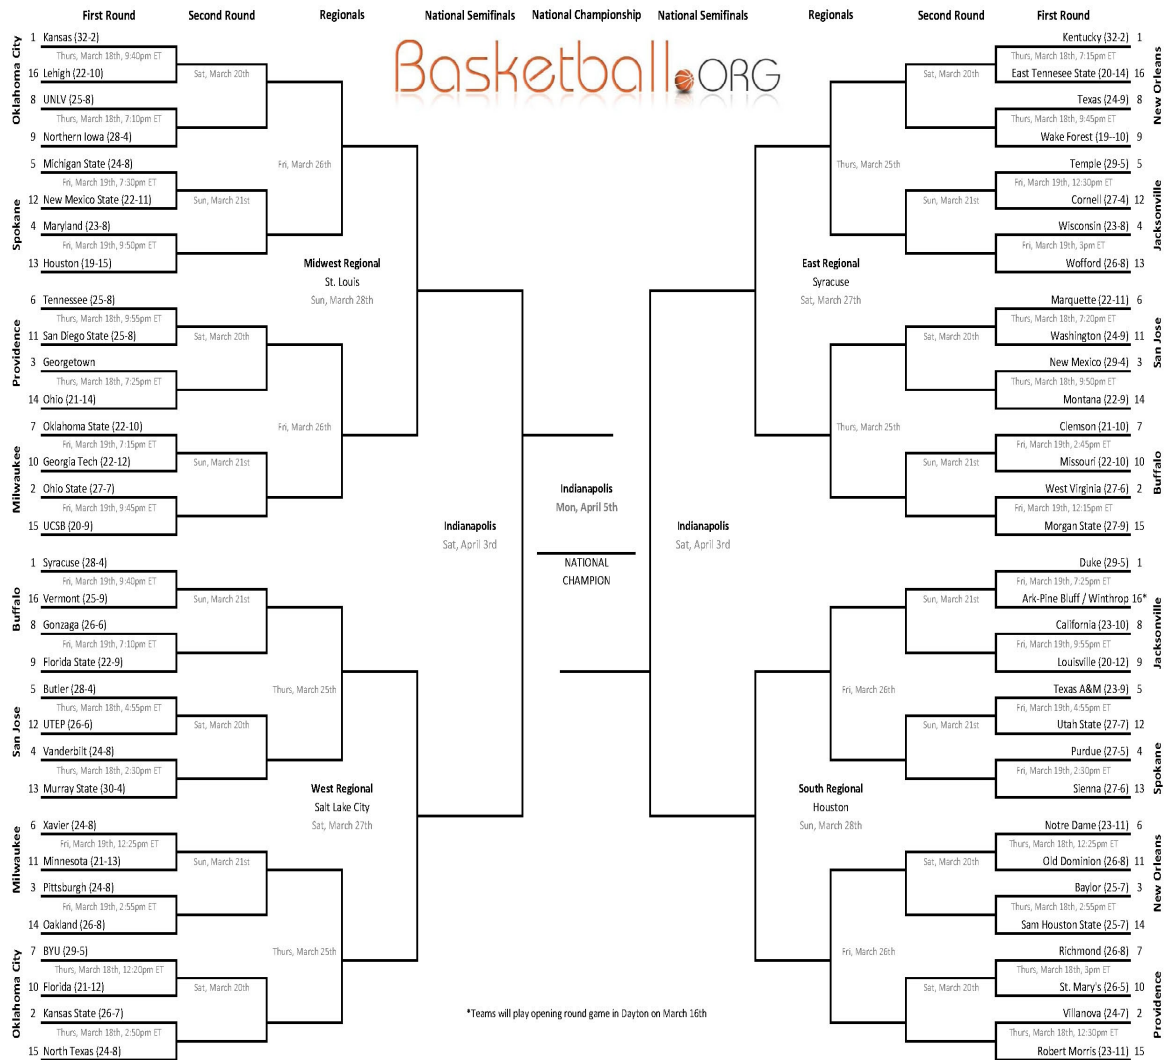 First Round Second Round Regionals National Semifinals National Championship National Semifinals Regionals Second Round First Round
Basketball.ORG
Oklahoma City
1 Kansas (32-2)
Thurs, March 18th, 9:40pm ET
16 Lehigh (22-10)
Sat, March 20th
8 UNLV (25-8)
Thurs, March 18th, 7:10pm ET
9 Northern Iowa (28-4)
Fri, March 26th
Spokane
5 Michigan State (24-8)
Fri, March 19th, 7:30pm ET
12 New Mexico State (22-11)
Sun, March 21st
4 Maryland (23-8)
Fri, March 19th, 9:50pm ET
13 Houston (19-15)
Midwest Regional
St. Louis
Sun, March 28th
Providence
6 Tennessee (25-8)
Thurs, March 18th, 9:55pm ET
11 San Diego State (25-8)
Sat, March 20th
3 Georgetown
Thurs, March 18th, 7:25pm ET
14 Ohio (21-14)
Fri, March 26th
Milwaukee
7 Oklahoma State (22-10)
Fri, March 19th, 7:15pm ET
10 Georgia Tech (22-12)
Sun, March 21st
2 Ohio State (27-7)
Fri, March 19th, 9:45pm ET
15 UCSB (20-9)
Indianapolis
Sat, April 3rd
Buffalo
1 Syracuse (28-4)
Fri, March 19th, 9:40pm ET
16 Vermont (25-9)
Sun, March 21st
8 Gonzaga (26-6)
Fri, March 19th, 7:10pm ET
9 Florida State (22-9)
Thurs, March 25th
San Jose
5 Butler (28-4)
Thurs, March 18th, 4:55pm ET
12 UTEP (26-6)
Sat, March 20th
4 Vanderbilt (24-8)
Thurs, March 18th, 2:30pm ET
13 Murray State (30-4)
West Regional
Salt Lake City
Sat, March 27th
Milwaukee
6 Xavier (24-8)
Fri, March 19th, 12:25pm ET
11 Minnesota (21-13)
Sun, March 21st
3 Pittsburgh (24-8)
Fri, March 19th, 2:55pm ET
14 Oakland (26-8)
Thurs, March 25th
Oklahoma City
7 BYU (29-5)
Thurs, March 18th, 12:20pm ET
10 Florida (21-12)
Sat, March 20th
2 Kansas State (26-7)
Thurs, March 18th, 2:50pm ET
15 North Texas (24-8)
Indianapolis
Mon, April 5th
NATIONAL
CHAMPION
New Orleans
Kentucky (32-2) 1
Thurs, March 18th, 7:15pm ET
East Tennessee State (20-14) 16
Sat, March 20th
Texas (24-9) 8
Thurs, March 18th, 9:45pm ET
Wake Forest (19--10) 9
Thurs, March 25th
Jacksonville
Temple (29-5) 5
Fri, March 19th, 12:30pm ET
Cornell (27-4) 12
Sun, March 21st
Wisconsin (23-8) 4
Fri, March 19th, 3pm ET
Wofford (26-8) 13
East Regional
Syracuse
Sat, March 27th
San Jose
Marquette (22-11) 6
Thurs, March 18th, 7:20pm ET
Washington (24-9) 11
Sat, March 20th
New Mexico (29-4) 3
Thurs, March 18th, 9:50pm ET
Montana (22-9) 14
Thurs, March 25th
Buffalo
Clemson (21-10) 7
Fri, March 19th, 2:45pm ET
Missouri (22-10) 10
Sun, March 21st
West Virginia (27-6) 2
Fri, March 19th, 12:15pm ET
Morgan State (27-9) 15
Indianapolis
Sat, April 3rd
Jacksonville
Duke (29-5) 1
Fri, March 19th, 7:25pm ET
Ark-Pine Bluff / Winthrop 16*
Sun, March 21st
California (23-10) 8
Fri, March 19th, 9:55pm ET
Louisville (20-12) 9
Fri, March 26th
Spokane
Texas A&M (23-9) 5
Fri, March 19th, 4:55pm ET
Utah State (27-7) 12
Sun, March 21st
Purdue (27-5) 4
Fri, March 19th, 2:30pm ET
Sienna (27-6) 13
South Regional
Houston
Sun, March 28th
New Orleans
Notre Dame (23-11) 6
Thurs, March 18th, 12:25pm ET
Old Dominion (26-8) 11
Sat, March 20th
Baylor (25-7) 3
Thurs, March 18th, 2:55pm ET
Sam Houston State (25-7) 14
Fri, March 26th
Providence
Richmond (26-8) 7
Thurs, March 18th, 3pm ET
St. Mary's (26-5) 10
Sat, March 20th
Villanova (24-7) 2
Thurs, March 18th, 12:30pm ET
Robert Morris (23-11) 15
*Teams will play opening round game in Dayton on March 16th